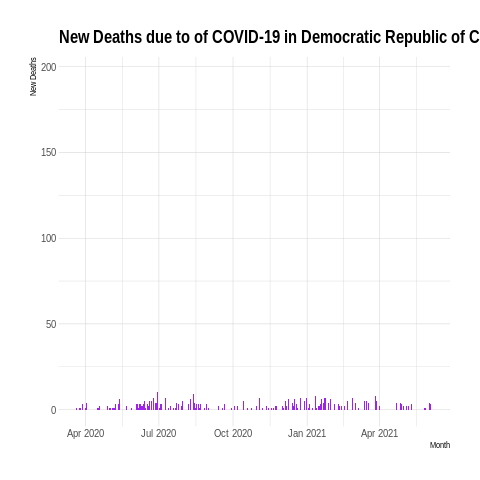 New Deaths due to of COVID-19 in Democratic Republic of C
New Deaths
200
150
100
50
0
Apr 2020
Jul 2020
Oct 2020
Jan 2021
Apr 2021
Month